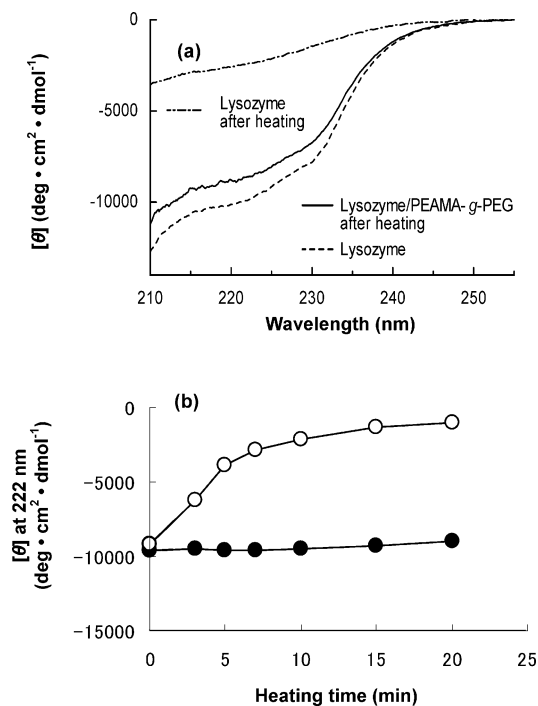 (a)
0
-5000
-10000
[θ] (deg • cm² • dmol⁻¹)
Lysozyme
after heating
Lysozyme/PEAMA- g-PEG
after heating
Lysozyme
210 220 230 240 250
Wavelength (nm)
(b)
0
−5000
−10000
−15000
[θ] at 222 nm
(deg • cm² • dmol⁻¹)
0 5 10 15 20 25
Heating time (min)